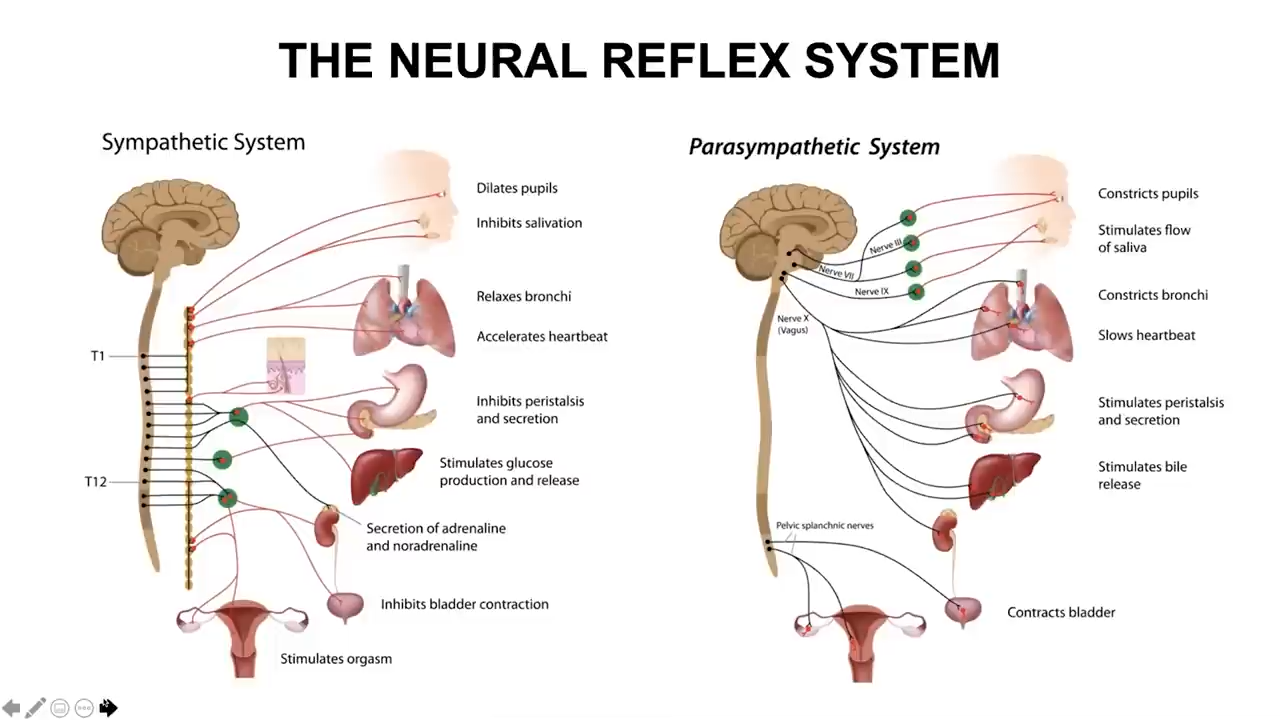 THE NEURAL REFLEX SYSTEM
Sympathetic System
Dilates pupils
Inhibits salivation
Relaxes bronchi
Accelerates heartbeat
T1
Inhibits peristalsis
and secretion
Stimulates glucose
production and release
T12
Secretion of adrenaline
and noradrenaline
Inhibits bladder contraction
Stimulates orgasm
Parasympathetic System
Constricts pupils
Stimulates flow
of saliva
Nerve III
Nerve VII
Nerve IX
Nerve X
(Vagus)
Constricts bronchi
Slows heartbeat
Stimulates peristalsis
and secretion
Stimulates bile
release
Pelvic splanchnic nerves
Contracts bladder